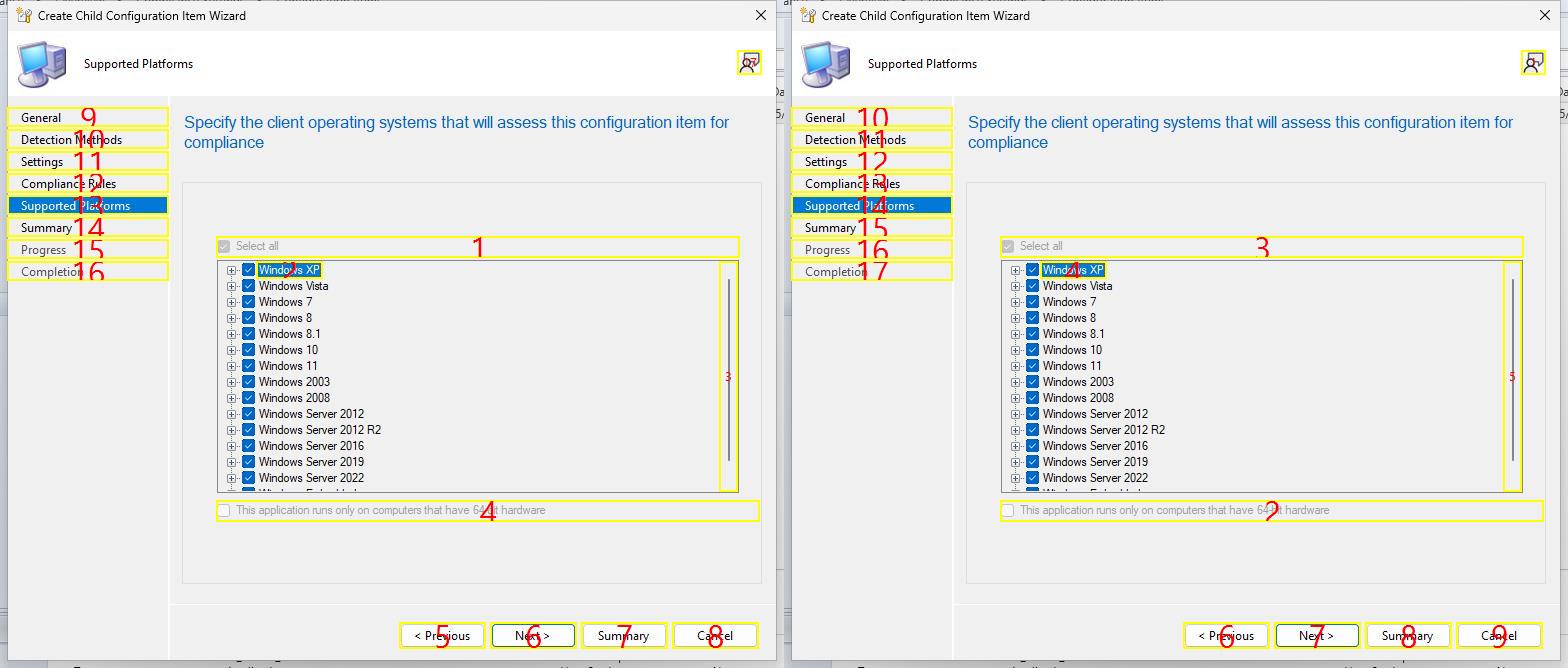 Create Child Configuration Item Wizard
Supported Platforms
17
General 9
Detection Methods 10
Settings 11
Compliance Rules 12
Supported Platforms 13
Summary 14
Progress 15
Completion 16
Specify the client operating systems that will assess this configuration item for
compliance
Select all 1
Windows XP 2
Windows Vista
Windows 7
Windows 8
Windows 8.1
Windows 10
Windows 11
Windows 2003
3
Windows 2008
Windows Server 2012
Windows Server 2012 R2
Windows Server 2016
Windows Server 2019
Windows Server 2022
This application runs only on computers that have 64-bit hardware 4
< Previous 5
Next > 6
Summary 7
Cancel 8
Create Child Configuration Item Wizard
Supported Platforms
General 10
Detection Methods 11
Settings 12
Compliance Rules 13
Supported Platforms 14
Summary 15
Progress 16
Completion 17
Specify the client operating systems that will assess this configuration item for
compliance
Select all 3
Windows XP 4
Windows Vista
Windows 7
Windows 8
Windows 8.1
Windows 10
Windows 11
Windows 2003
5
Windows 2008
Windows Server 2012
Windows Server 2012 R2
Windows Server 2016
Windows Server 2019
Windows Server 2022
This application runs only on computers that have 64-bit hardware 2
< Previous 6
Next > 7
Summary 8
Cancel 9